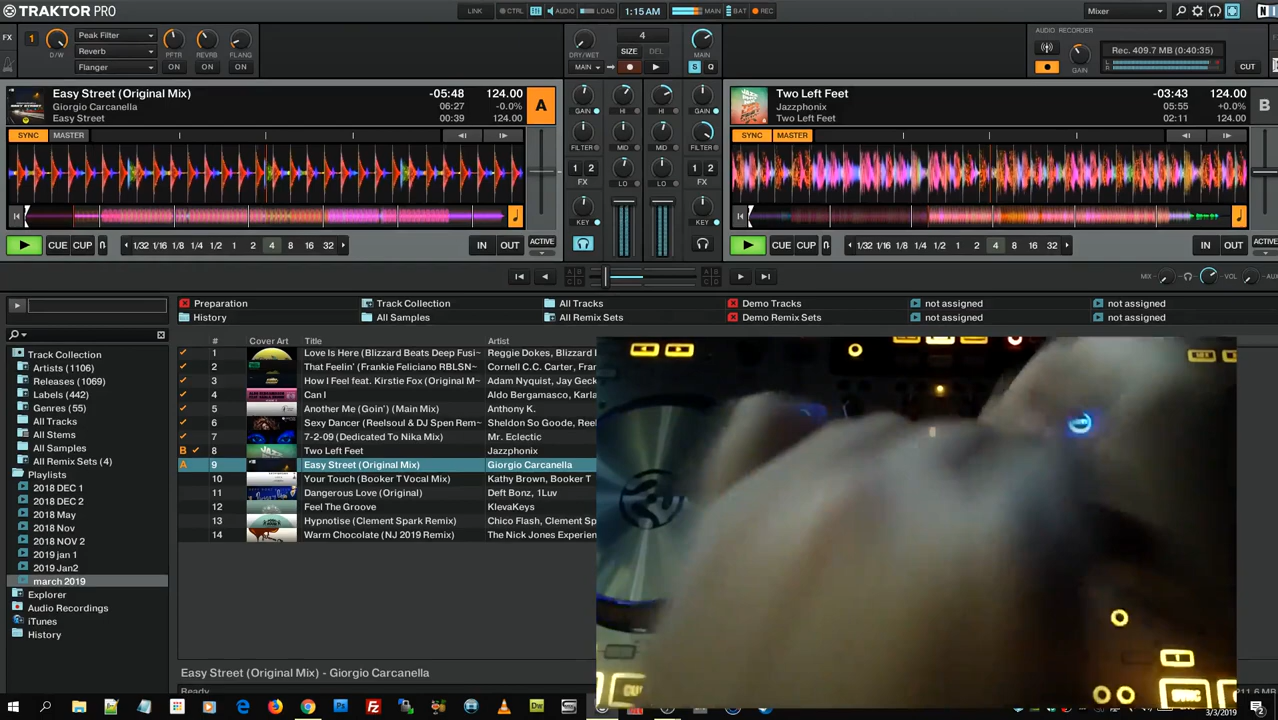 TRAKTOR PRO
LINK CTRL AUDIO LOAD 1:15 AM MAIN BAT REC
Mixer
FX 1
D/W
Peak Filter
Reverb
Flanger
PFTR REVRB FLANG
ON ON ON
DRY/WET
MAIN
4
SIZE DEL
MAIN
S Q
AUDIO RECORDER
GAIN
Rec. 409.7 MB (0:40:35)
L
R
CUT
Easy Street (Original Mix)
Giorgio Carcanella
Easy Street
-05:48 124.00
06:27 -0.0%
00:39 124.00
A
SYNC MASTER
CUE CUP 1/32 1/16 1/8 1/4 1/2 1 2 4 8 16 32 IN OUT ACTIVE
GAIN HI HI GAIN
FILTER MID MID FILTER
1 2 LO LO 1 2
FX FX
KEY KEY
Two Left Feet
Jazzphonix
Two Left Feet
-03:43 124.00
05:55 +0.0%
02:11 124.00
B
SYNC MASTER
CUE CUP 1/32 1/16 1/8 1/4 1/2 1 2 4 8 16 32 IN OUT ACTIVE
A B
C D
A B
C D
MIX VOL AUX
Preparation Track Collection All Tracks Demo Tracks not assigned not assigned
History All Samples All Remix Sets Demo Remix Sets not assigned not assigned
Track Collection
Artists (1106)
Releases (1069)
Labels (442)
Genres (55)
All Tracks
All Stems
All Samples
All Remix Sets (4)
Playlists
2018 DEC 1
2018 DEC 2
2018 May
2018 Nov
2018 NOV 2
2019 jan 1
2019 Jan2
march 2019
Explorer
Audio Recordings
iTunes
History
# Cover Art Title Artist
1 Love Is Here (Blizzard Beats Deep Fusi~ Reggie Dokes, Blizzard
2 That Feelin' (Frankie Feliciano RBLSN~ Cornell C.C. Carter, Fran
3 How I Feel feat. Kirstie Fox (Original M~ Adam Nyquist, Jay Geck
4 Can I Aldo Bergamasco, Karla
5 Another Me (Goin') (Main Mix) Anthony K.
6 Sexy Dancer (Reelsoul & DJ Spen Rem~ Sheldon So Goode, Reel
7 7-2-09 (Dedicated To Nika Mix) Mr. Eclectic
B 8 Two Left Feet Jazzphonix
A 9 Easy Street (Original Mix) Giorgio Carcanella
10 Your Touch (Booker T Vocal Mix) Kathy Brown, Booker T
11 Dangerous Love (Original) Deft Bonz, 1Luv
12 Feel The Groove KlevaKeys
13 Hypnotise (Clement Spark Remix) Chico Flash, Clement Sp
14 Warm Chocolate (NJ 2019 Remix) The Nick Jones Experien
Easy Street (Original Mix) - Giorgio Carcanella
Ready
SYNC
3/3/2019